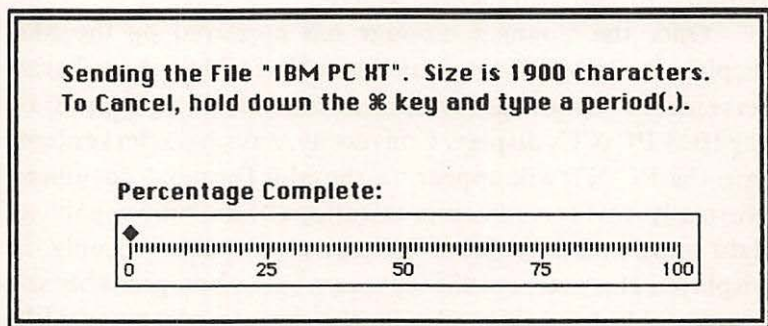 Sending the File "IBM PC XT". Size is 1900 characters.
To Cancel, hold down the ⌘ key and type a period(.).
Percentage Complete:
0 25 50 75 100